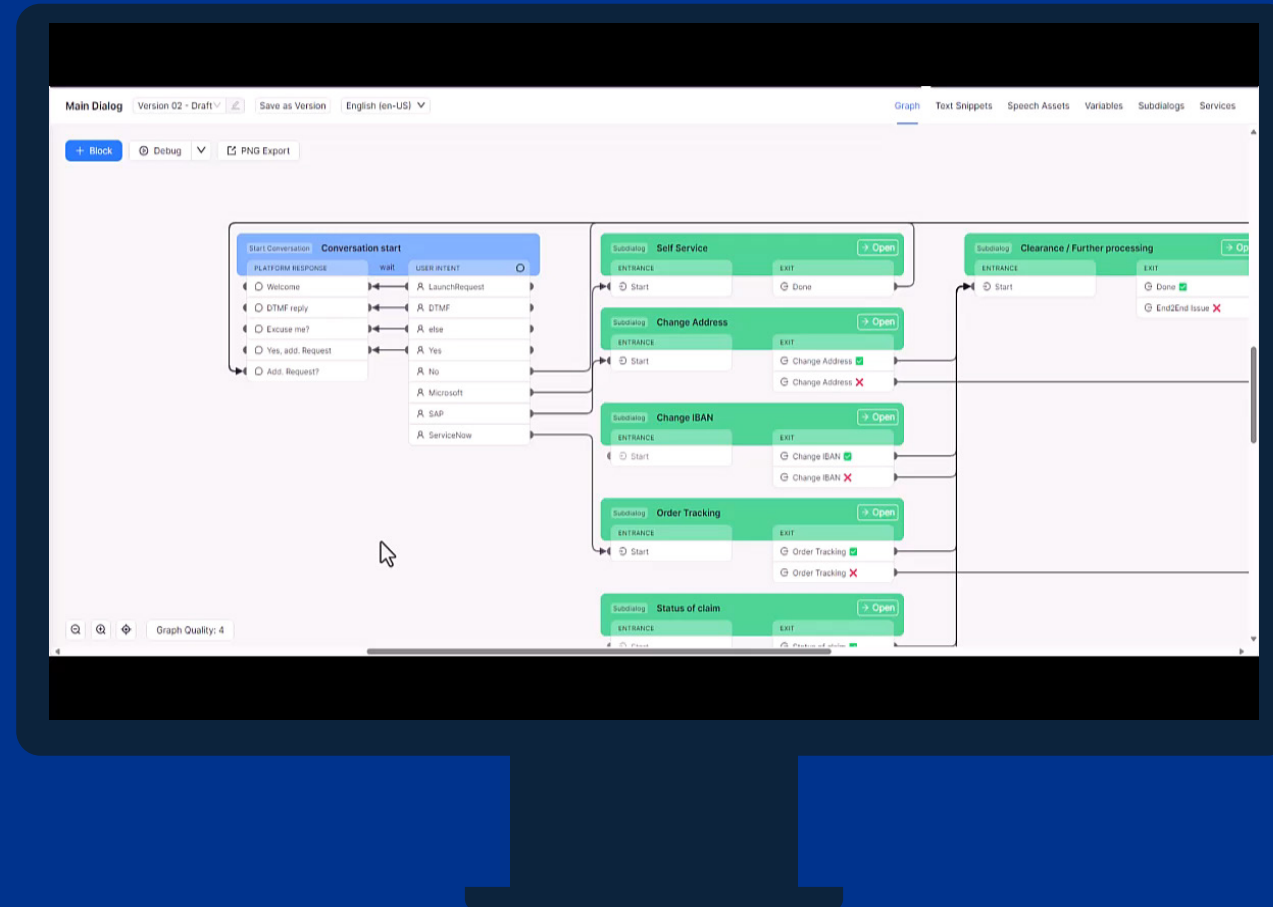 Main Dialog Version 02 - Draft Save as Version English (en-US) Graph Text Snippets Speech Assets Variables Subdialogs Services
+ Block Debug PNG Export
Start Conversation Conversation start
PLATFORM RESPONSE wait USER INTENT
Welcome LaunchRequest
DTMF reply DTMF
Excuse me? else
Yes, add. Request Yes
Add. Request? No
Microsoft
SAP
ServiceNow
Subdialog Self Service → Open
ENTRANCE EXIT
Start Done
Subdialog Change Address → Open
ENTRANCE EXIT
Start Change Address ✅
Change Address ❌
Subdialog Change IBAN → Open
ENTRANCE EXIT
Start Change IBAN ✅
Change IBAN ❌
Subdialog Order Tracking → Open
ENTRANCE EXIT
Start Order Tracking ✅
Order Tracking ❌
Subdialog Status of claim → Open
ENTRANCE EXIT
Subdialog Clearance / Further processing → Op
ENTRANCE EXIT
Start Done ✅
End2End Issue ❌
Graph Quality: 4